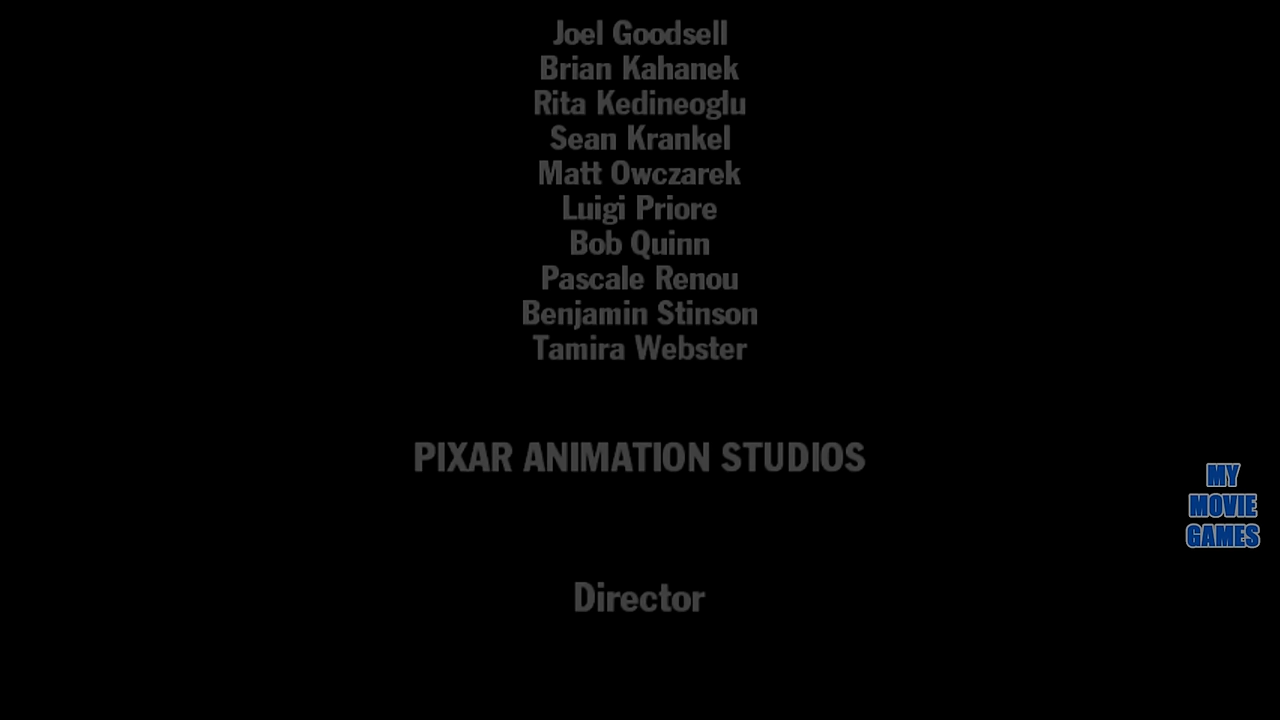 Joel Goodsell
Brian Kahanek
Rita Kedineoglu
Sean Krankel
Matt Owczarek
Luigi Priore
Bob Quinn
Pascale Renou
Benjamin Stinson
Tamira Webster
PIXAR ANIMATION STUDIOS
MY
MOVIE
GAMES
Director